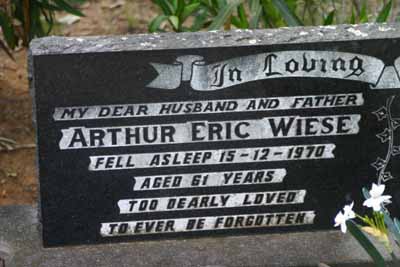 In Loving
MY DEAR HUSBAND AND FATHER
ARTHUR ERIC WIESE
FELL ASLEEP 15-12-1970
AGED 61 YEARS
TOO DEARLY LOVED
TO EVER BE FORGOTTEN